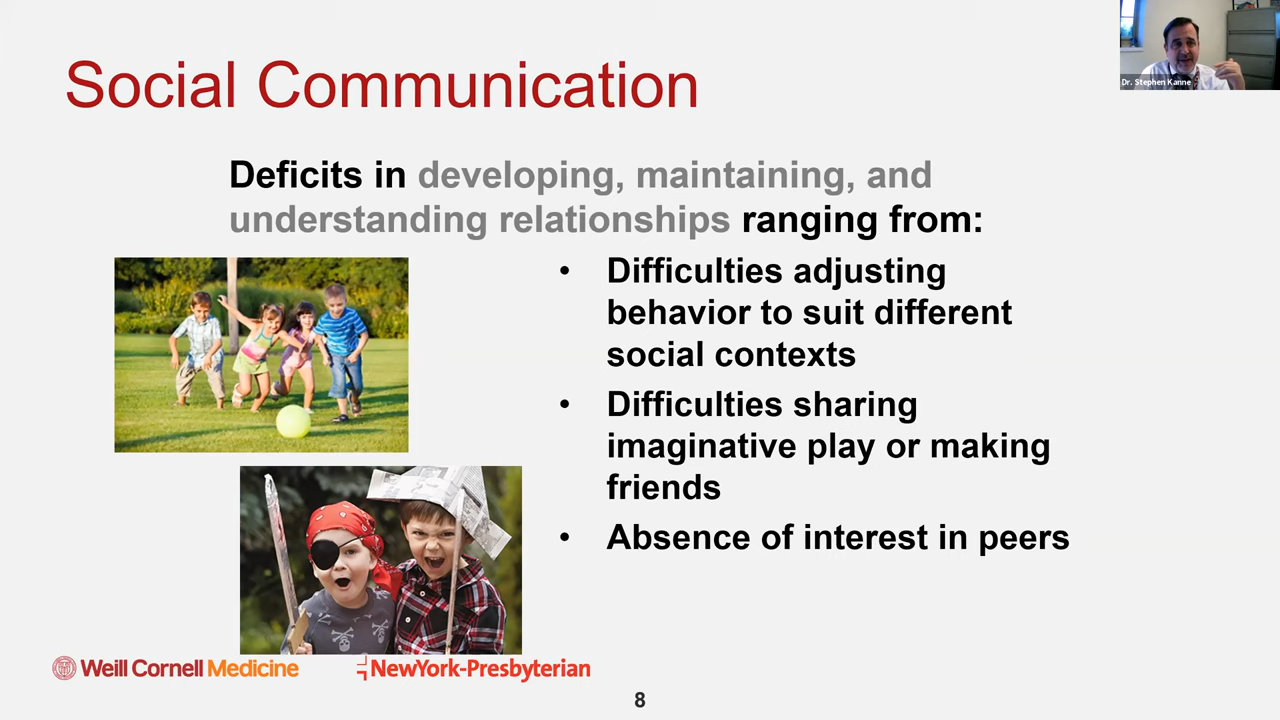 Social Communication
Dr. Stephen Kanne
Deficits in developing, maintaining, and
understanding relationships ranging from:
• Difficulties adjusting
behavior to suit different
social contexts
• Difficulties sharing
imaginative play or making
friends
• Absence of interest in peers
Weill Cornell Medicine
NewYork-Presbyterian
8